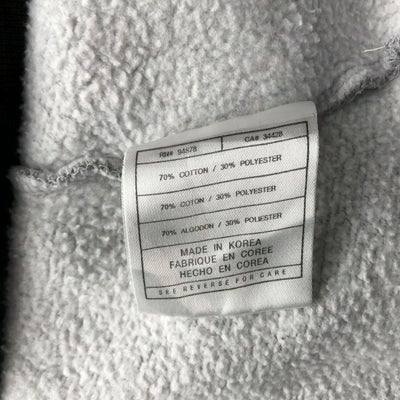 RN# 94878 CA# 34428
70% COTTON / 30% POLYESTER
70% COTON / 30% POLYESTER
70% ALGODON / 30% POLIESTER
MADE IN KOREA
FABRIQUE EN COREE
HECHO EN COREA
SEE REVERSE FOR CARE